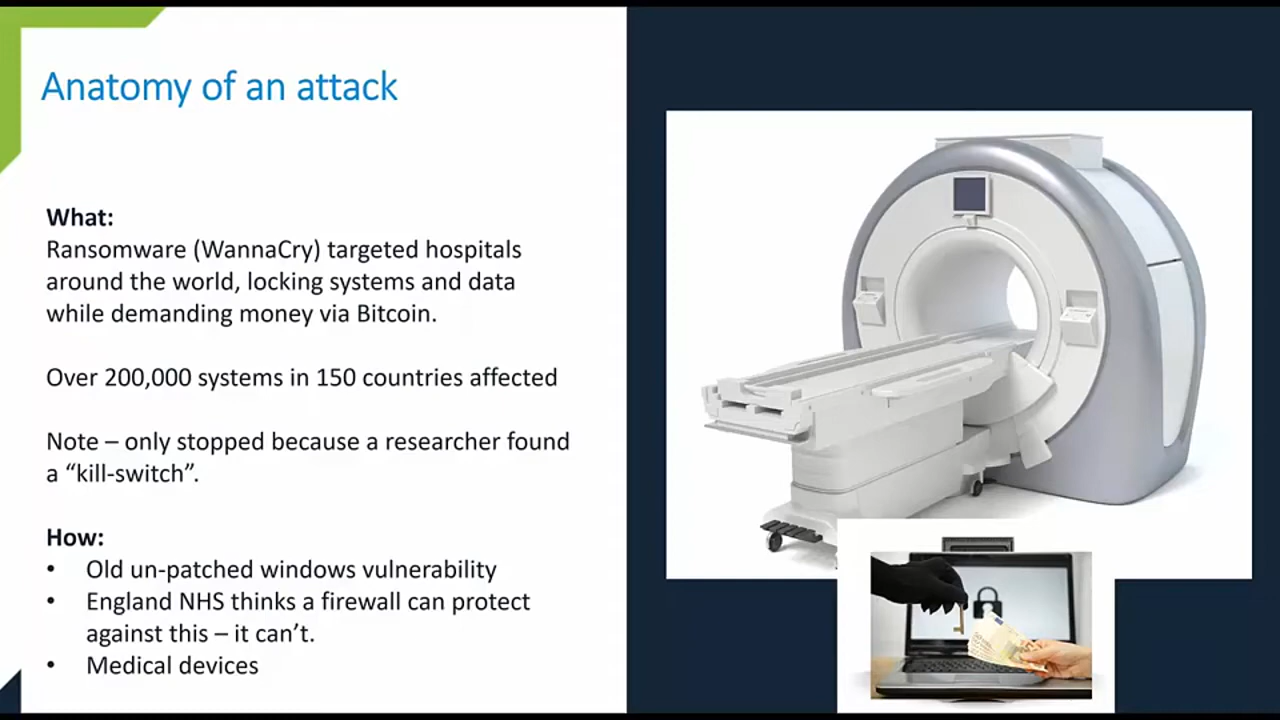 Anatomy of an attack
What:
Ransomware (WannaCry) targeted hospitals
around the world, locking systems and data
while demanding money via Bitcoin.
Over 200,000 systems in 150 countries affected
Note – only stopped because a researcher found
a “kill-switch”.
How:
• Old un-patched windows vulnerability
• England NHS thinks a firewall can protect
against this – it can’t.
• Medical devices